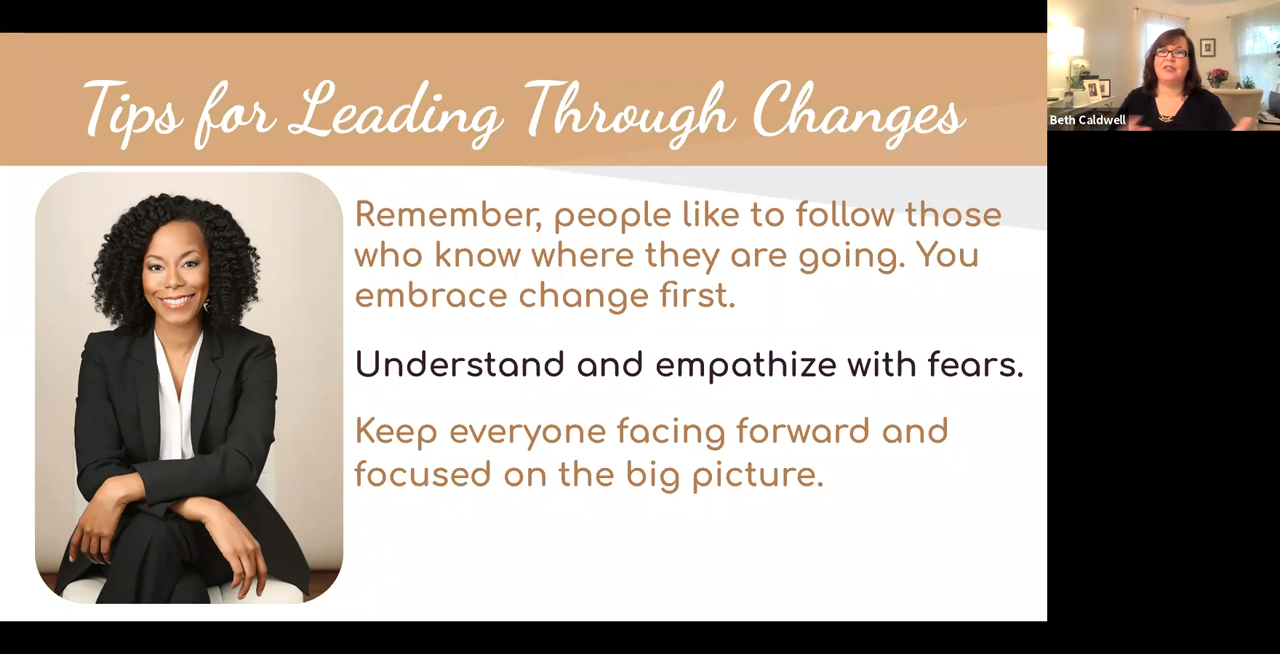 Tips for Leading Through Changes
Remember, people like to follow those
who know where they are going. You
embrace change first.
Understand and empathize with fears.
Keep everyone facing forward and
focused on the big picture.
Beth Caldwell